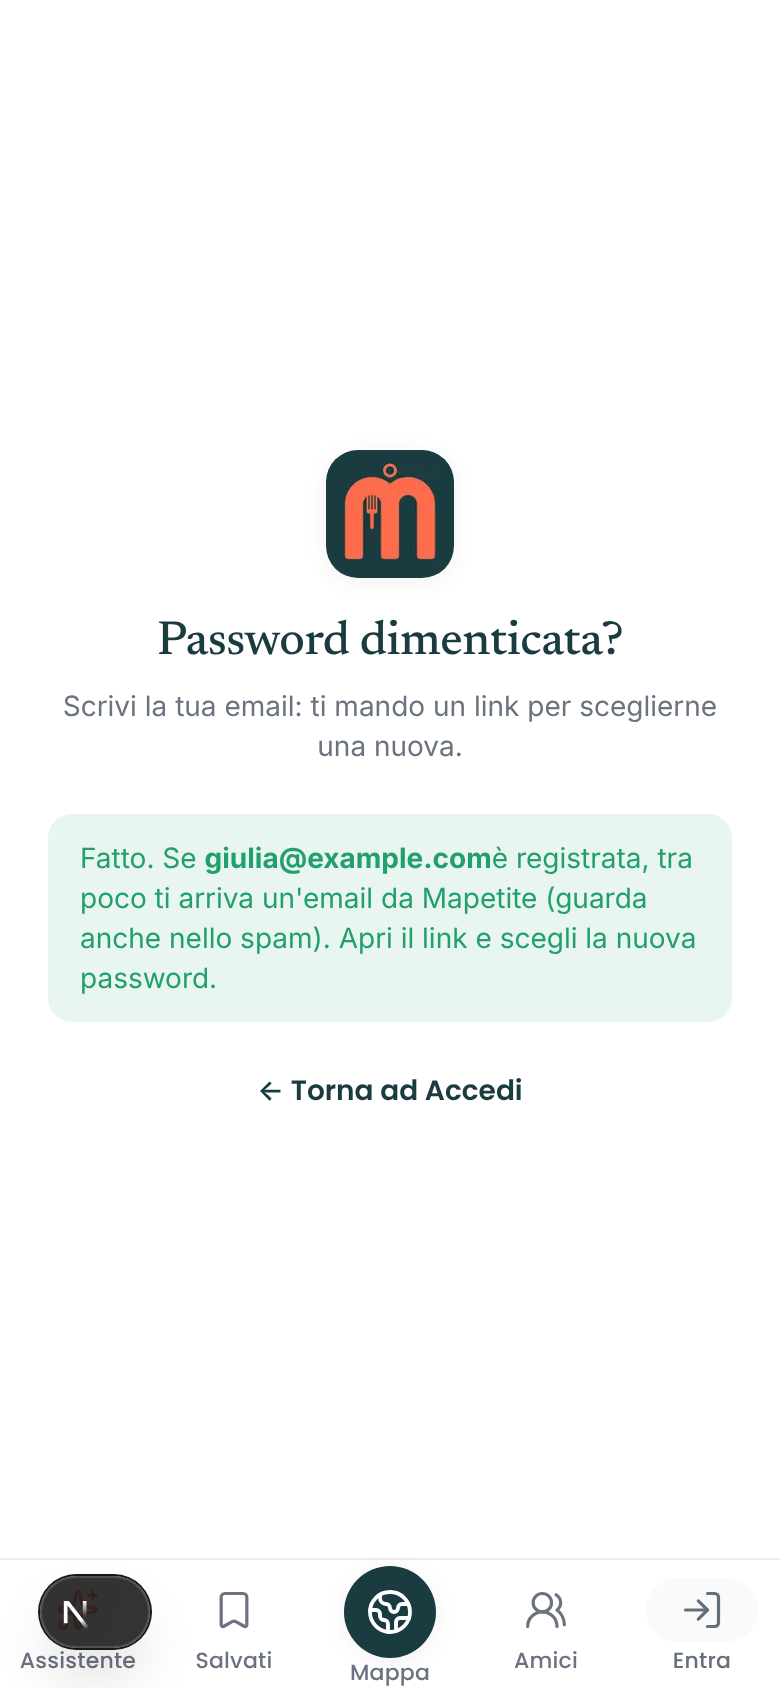 m
Password dimenticata?
Scrivi la tua email: ti mando un link per sceglierne
una nuova.
Fatto. Se giulia@example.comè registrata, tra
poco ti arriva un'email da Mapetite (guarda
anche nello spam). Apri il link e scegli la nuova
password.
← Torna ad Accedi
N
Assistente
Salvati
Mappa
Amici
Entra